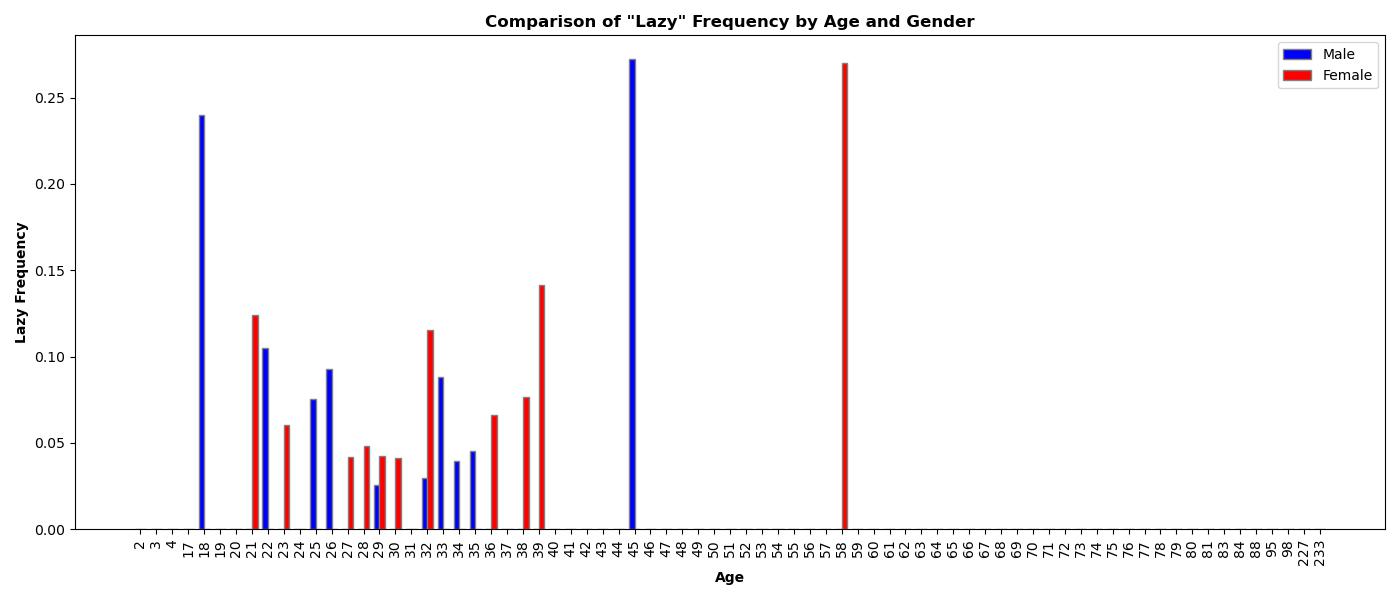 Comparison of "Lazy" Frequency by Age and Gender
Male
Female
Lazy Frequency
0.25
0.20
0.15
0.10
0.05
0.00
2 3 4 17 18 19 20 21 22 23 24 25 26 27 28 29 30 31 32 33 34 35 36 37 38 39 40 41 42 43 44 45 46 47 48 49 50 51 52 53 54 55 56 57 58 59 60 61 62 63 64 65 66 67 68 69 70 71 72 73 74 75 76 77 78 79 80 81 83 84 88 95 98 227 233
Age